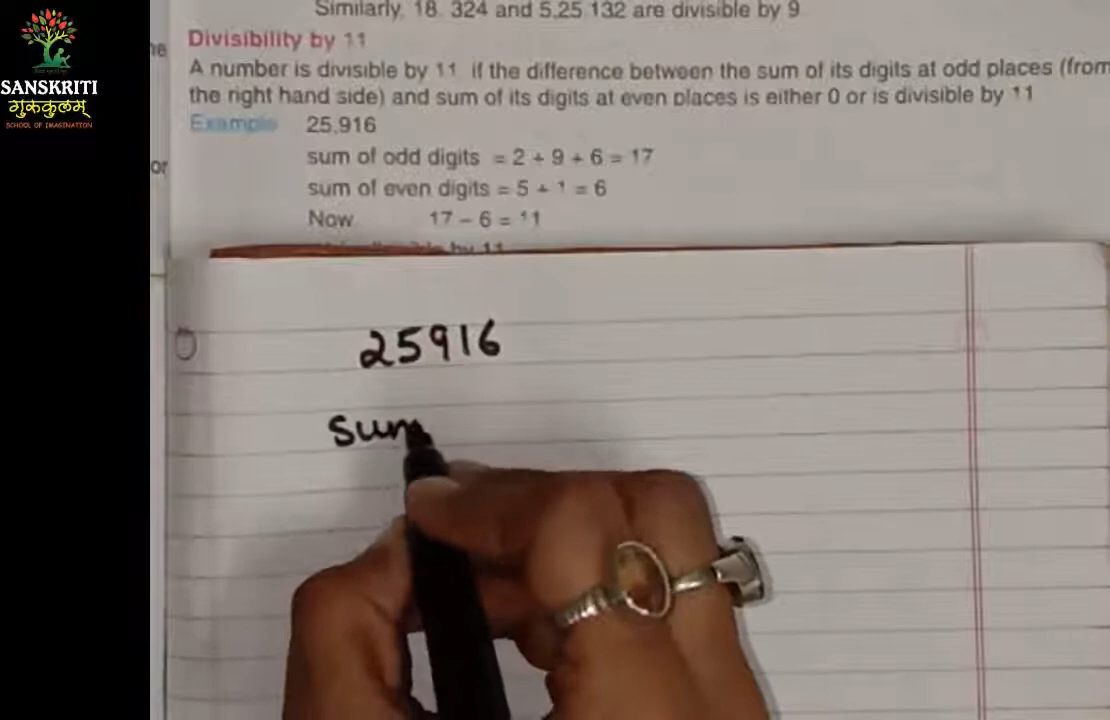 SANSKRITI
गुरुकुलम्
SCHOOL OF IMAGINATION
he
or
Similarly, 18, 324 and 5,25,132 are divisible by 9
Divisibility by 11
A number is divisible by 11 if the difference between the sum of its digits at odd places (from
the right hand side) and sum of its digits at even places is either 0 or is divisible by 11
Example 25,916
sum of odd digits = 2 + 9 + 6 = 17
sum of even digits = 5 + 1 = 6
Now 17 - 6 = 11
by 11
25916
Sum